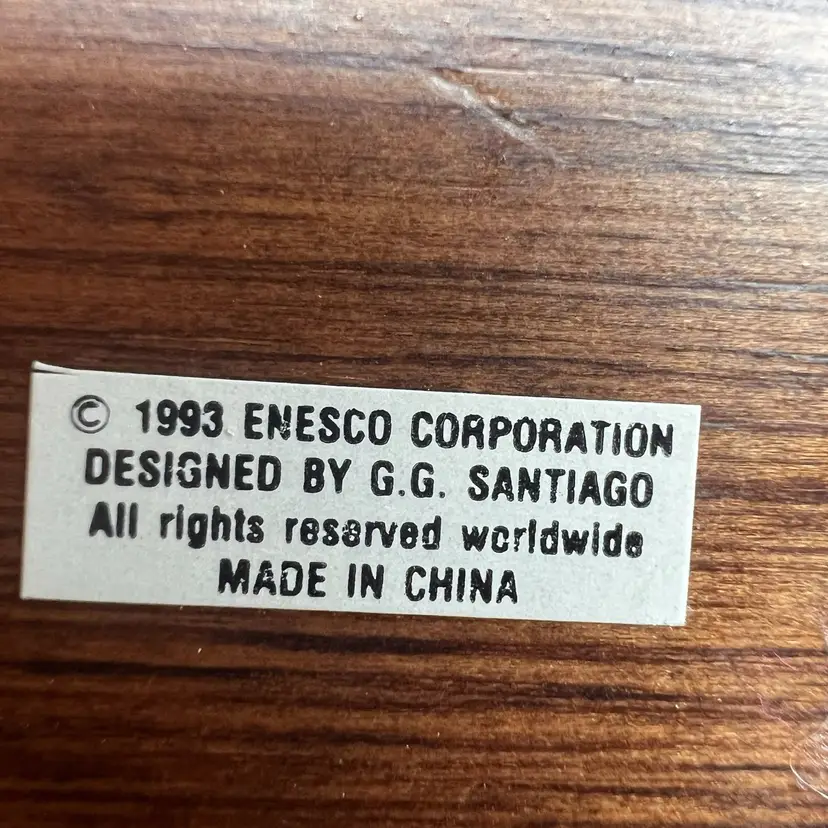 © 1993 ENESCO CORPORATION
DESIGNED BY G.G. SANTIAGO
All rights reserved worldwide
MADE IN CHINA